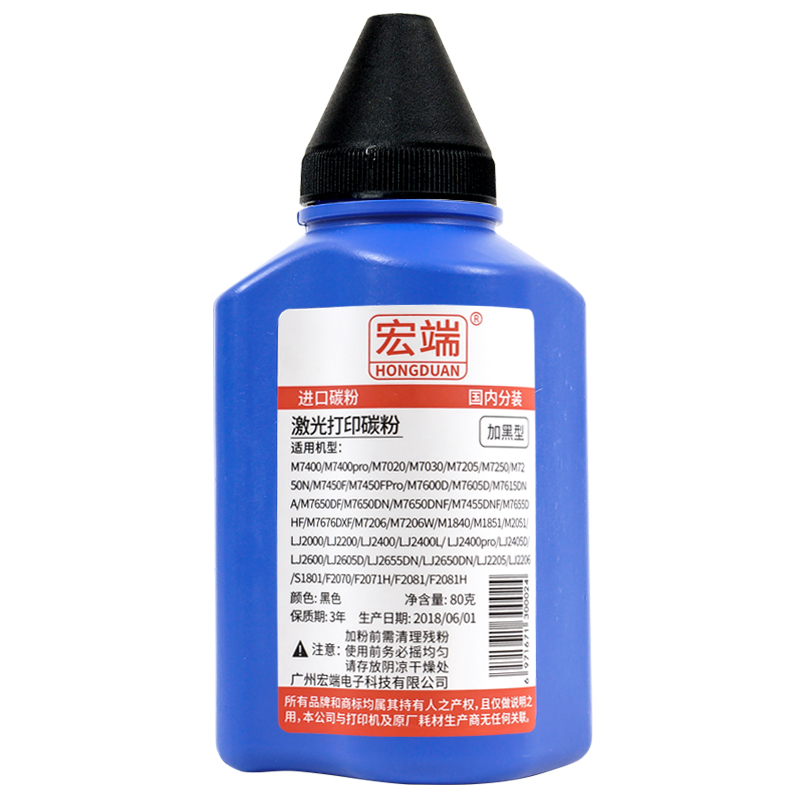 宏端®
HONGDUAN
进口碳粉 国内分装
激光打印碳粉 加黑型
适用机型：
M7400/M7400pro/M7020/M7030/M7205/M7250/M72
50N/M7450F/M7450FPro/M7600D/M7605D/M7615DN
A/M7650DF/M7650DN/M7650DNF/M7455DNF/M7655D
HF/M7676DXF/M7206/M7206W/M1840/M1851/M2051/
LJ2000/LJ2200/LJ2400/LJ2400L/ LJ2400pro/LJ2405D/
LJ2600/LJ2605D/LJ2655DN/LJ2650DN/LJ2205/LJ2206
/S1801/F2070/F2071H/F2081/F2081H
颜色: 黑色 净含量: 80克
保质期: 3年 生产日期: 2018/06/01
加粉前需清理残粉
注意: 使用前务必摇均匀
请存放阴凉干燥处
广州宏端电子科技有限公司
6 971671 300024
所有品牌和商标均属其持有人之产权,且仅做说明之
用,本公司与打印机及原厂耗材生产商无任何关联。